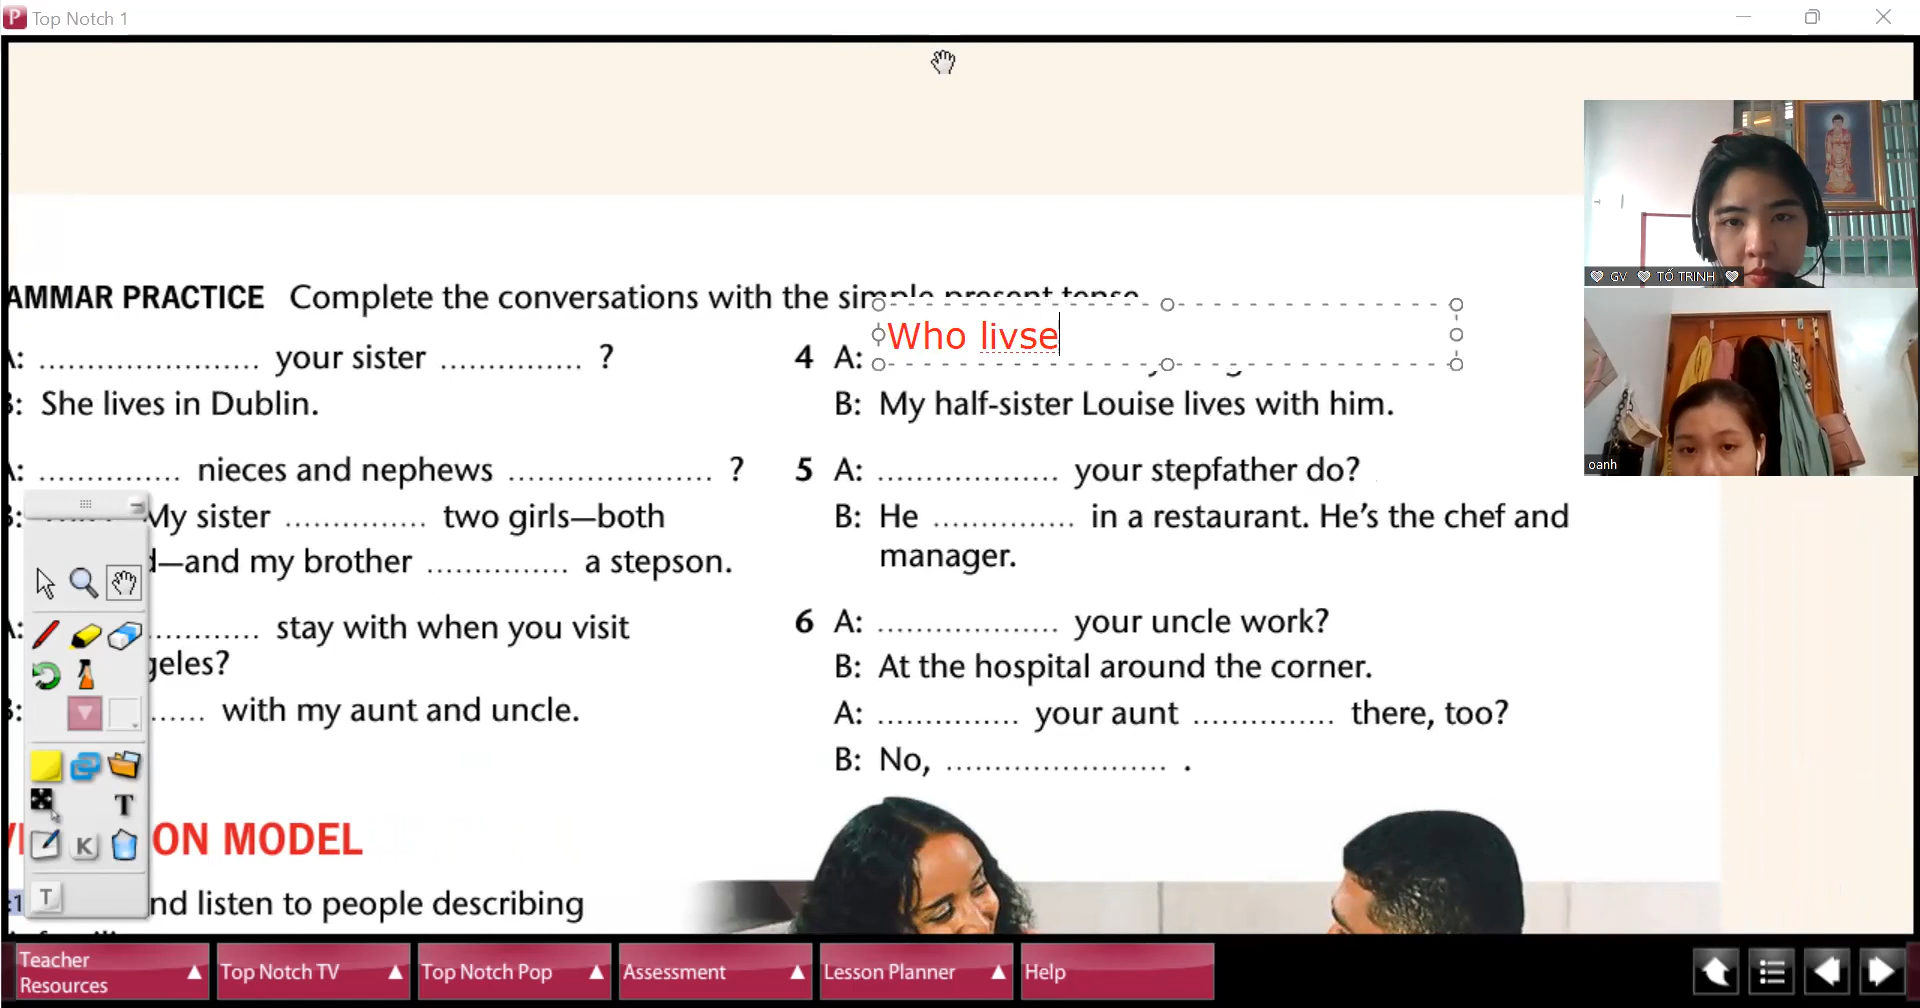 Top Notch 1
AMMAR PRACTICE Complete the conversations with the simple present tense
A: ........................ your sister ................ ?
B: She lives in Dublin.
A: ................ nieces and nephews ........................ ?
My sister ................ two girls—both
—and my brother ................ a stepson.
............ stay with when you visit
geles?
...... with my aunt and uncle.
4 A: Who livse
B: My half-sister Louise lives with him.
5 A: .................... your stepfather do?
B: He ................ in a restaurant. He's the chef and
manager.
6 A: .................... your uncle work?
B: At the hospital around the corner.
A: ................ your aunt ................ there, too?
B: No, ........................ .
ON MODEL
nd listen to people describing
GV TỐ TRINH
oanh
K
T
T
Teacher
Resources
Top Notch TV
Top Notch Pop
Assessment
Lesson Planner
Help